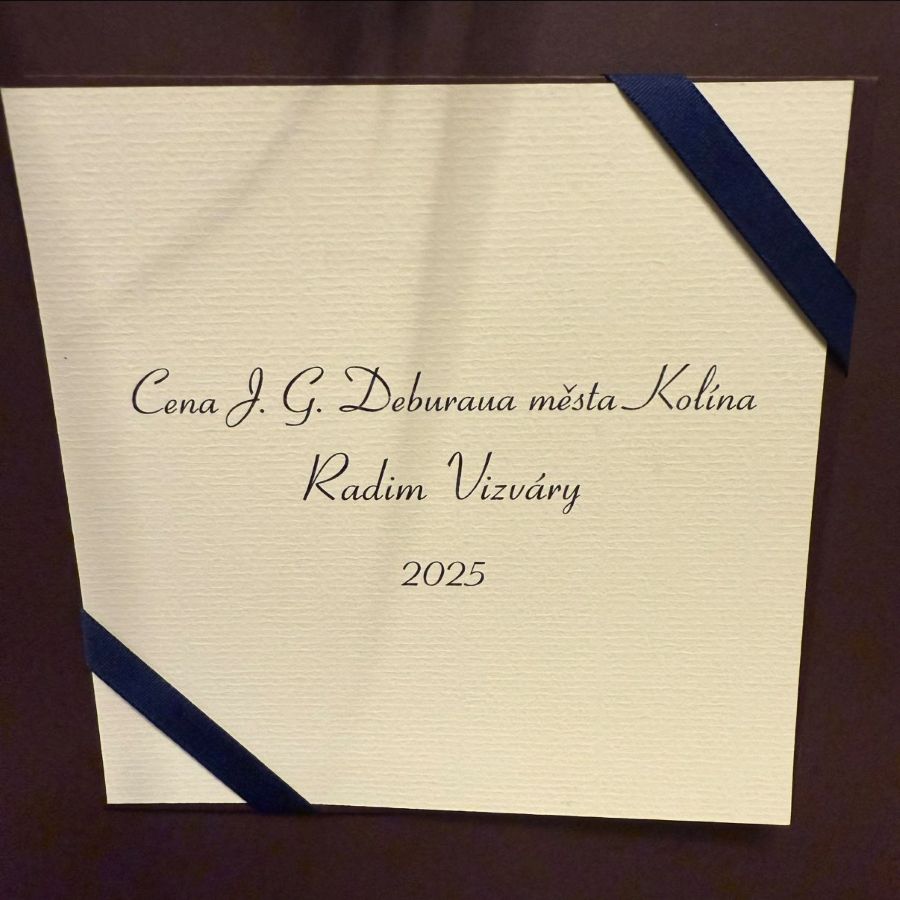 Cena J. G. Deburaua města Kolína
Radim Vizváry
2025